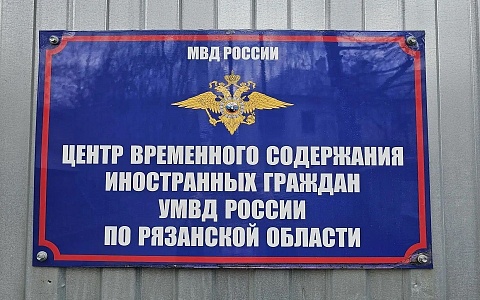 МВД РОССИИ
ЦЕНТР ВРЕМЕННОГО СОДЕРЖАНИЯ
ИНОСТРАННЫХ ГРАЖДАН
УМВД РОССИИ
ПО РЯЗАНСКОЙ ОБЛАСТИ